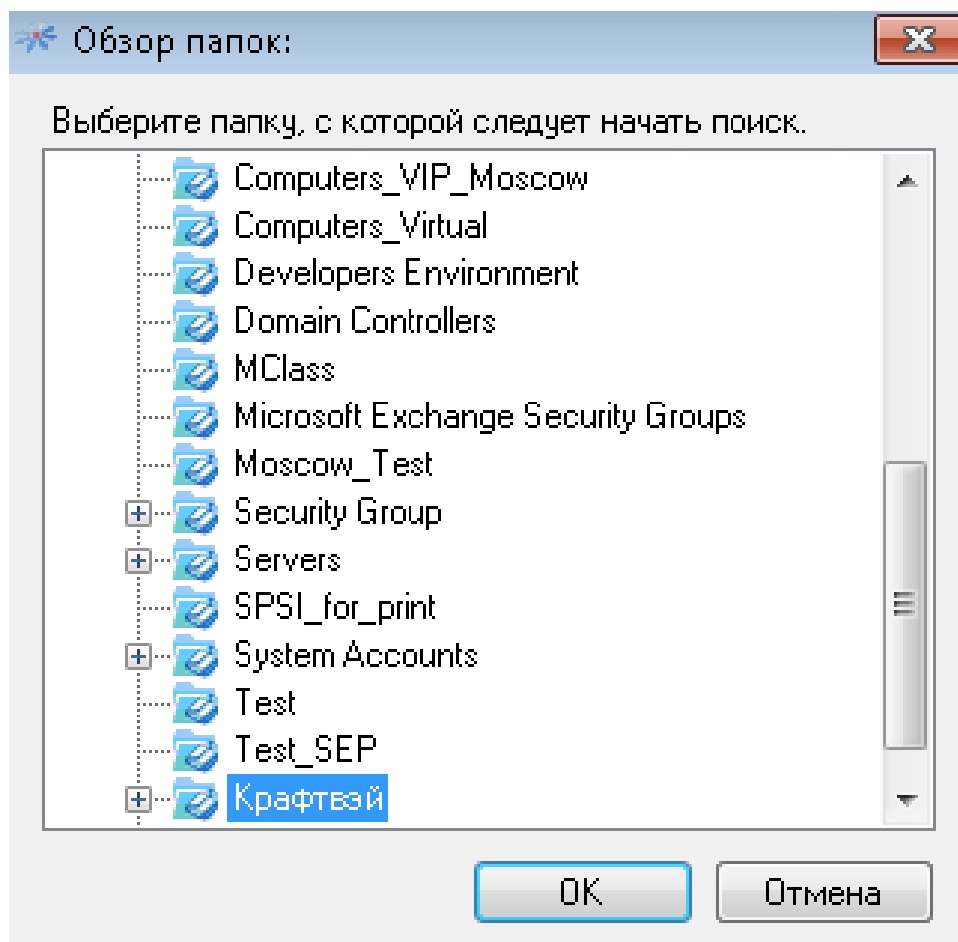 Обзор папок:
Выберите папку, с которой следует начать поиск.
Computers_VIP_Moscow
Computers_Virtual
Developers Environment
Domain Controllers
MClass
Microsoft Exchange Security Groups
Moscow_Test
Security Group
Servers
SPSI_for_print
System Accounts
Test
Test_SEP
Крафтвэй
OK
Отмена